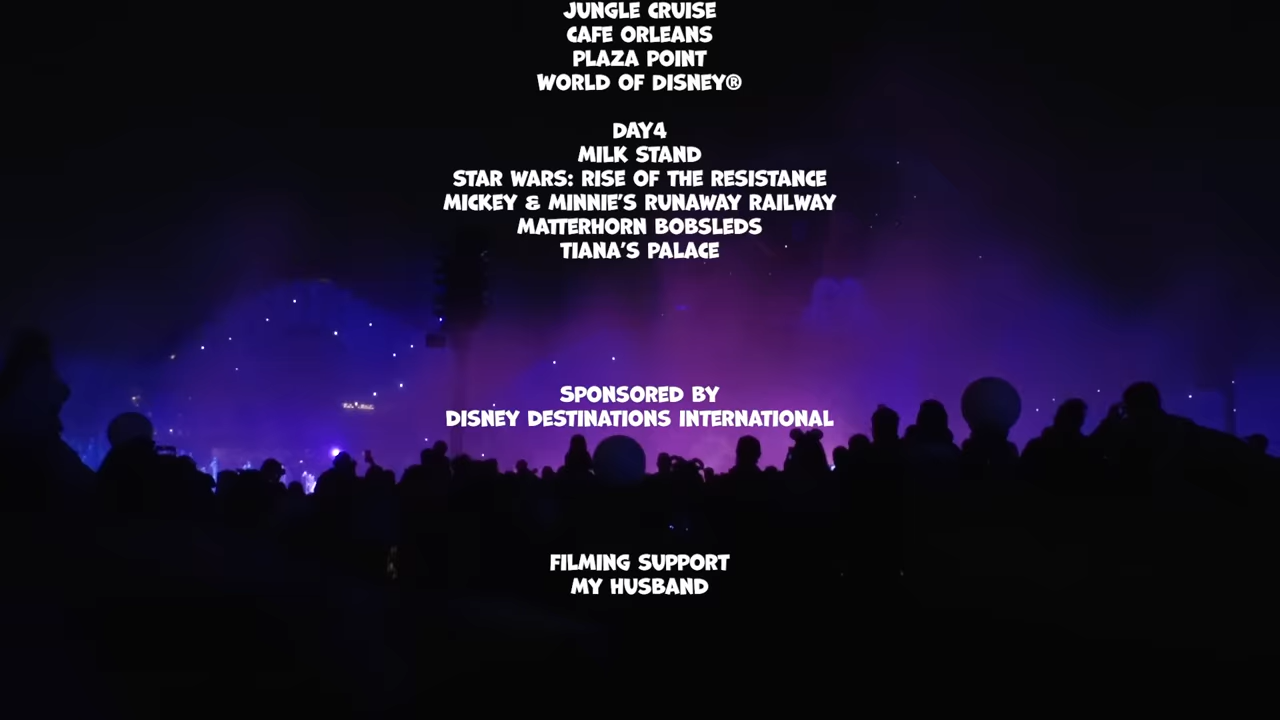 JUNGLE CRUISE
CAFE ORLEANS
PLAZA POINT
WORLD OF DISNEY®
DAY4
MILK STAND
STAR WARS: RISE OF THE RESISTANCE
MICKEY & MINNIE'S RUNAWAY RAILWAY
MATTERHORN BOBSLEDS
TIANA'S PALACE
SPONSORED BY
DISNEY DESTINATIONS INTERNATIONAL
FILMING SUPPORT
MY HUSBAND